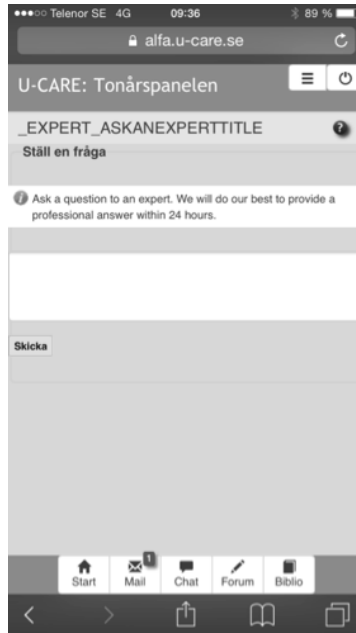 Telenor SE 4G 09:36 89 %
alfa.u-care.se
U-CARE: Tonårspanelen
_EXPERT_ASKANEXPERTTITLE ?
Ställ en fråga
i Ask a question to an expert. We will do our best to provide a
professional answer within 24 hours.
Skicka
1
Start Mail Chat Forum Biblio